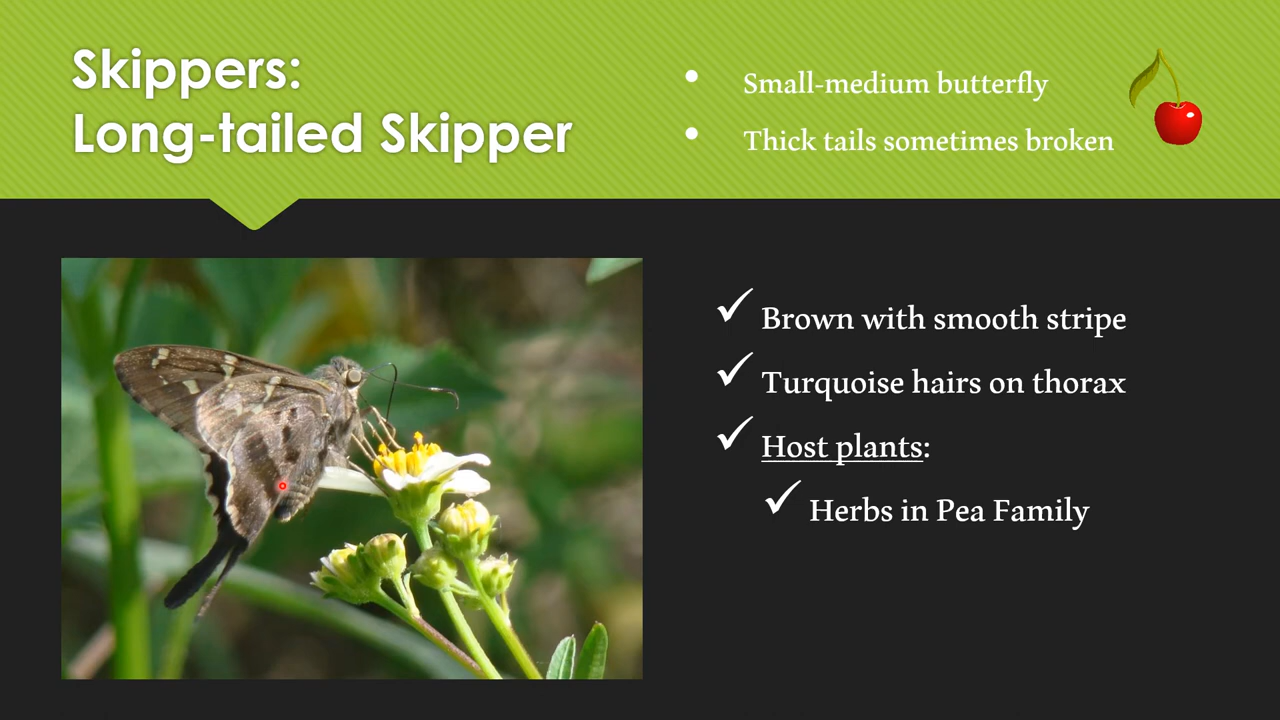 Skippers:
Long-tailed Skipper
Small-medium butterfly
Thick tails sometimes broken
Brown with smooth stripe
Turquoise hairs on thorax
Host plants:
Herbs in Pea Family